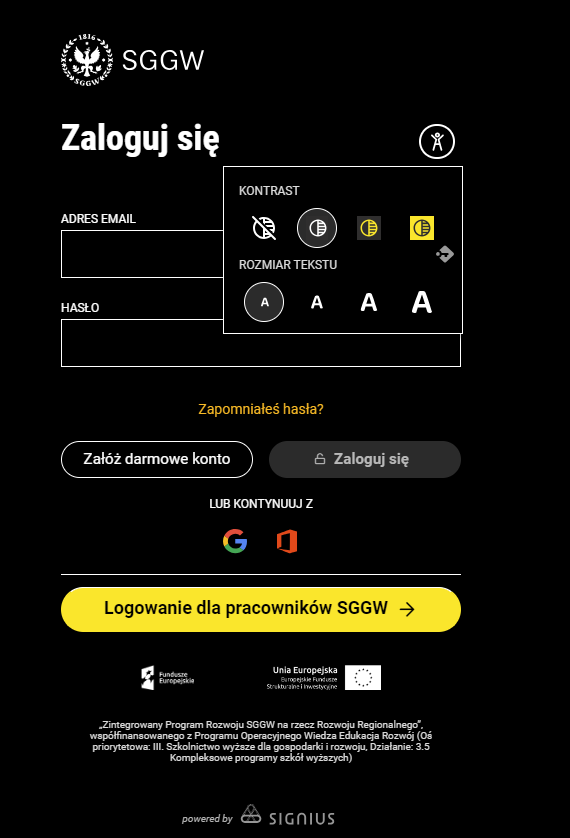 1816
SGGW
SGGW
Zaloguj się
KONTRAST
ADRES EMAIL
ROZMIAR TEKSTU
A A A A
HASŁO
Zapomniałeś hasła?
Załóż darmowe konto
Zaloguj się
LUB KONTYNUUJ Z
Logowanie dla pracowników SGGW
Fundusze
Europejskie
Unia Europejska
Europejskie Fundusze
Strukturalne i Inwestycyjne
„Zintegrowany Program Rozwoju SGGW na rzecz Rozwoju Regionalnego”,
współfinansowanego z Programu Operacyjnego Wiedza Edukacja Rozwój (Oś
priorytetowa: III. Szkolnictwo wyższe dla gospodarki i rozwoju, Działanie: 3.5
Kompleksowe programy szkół wyższych)
powered by SIGNIUS